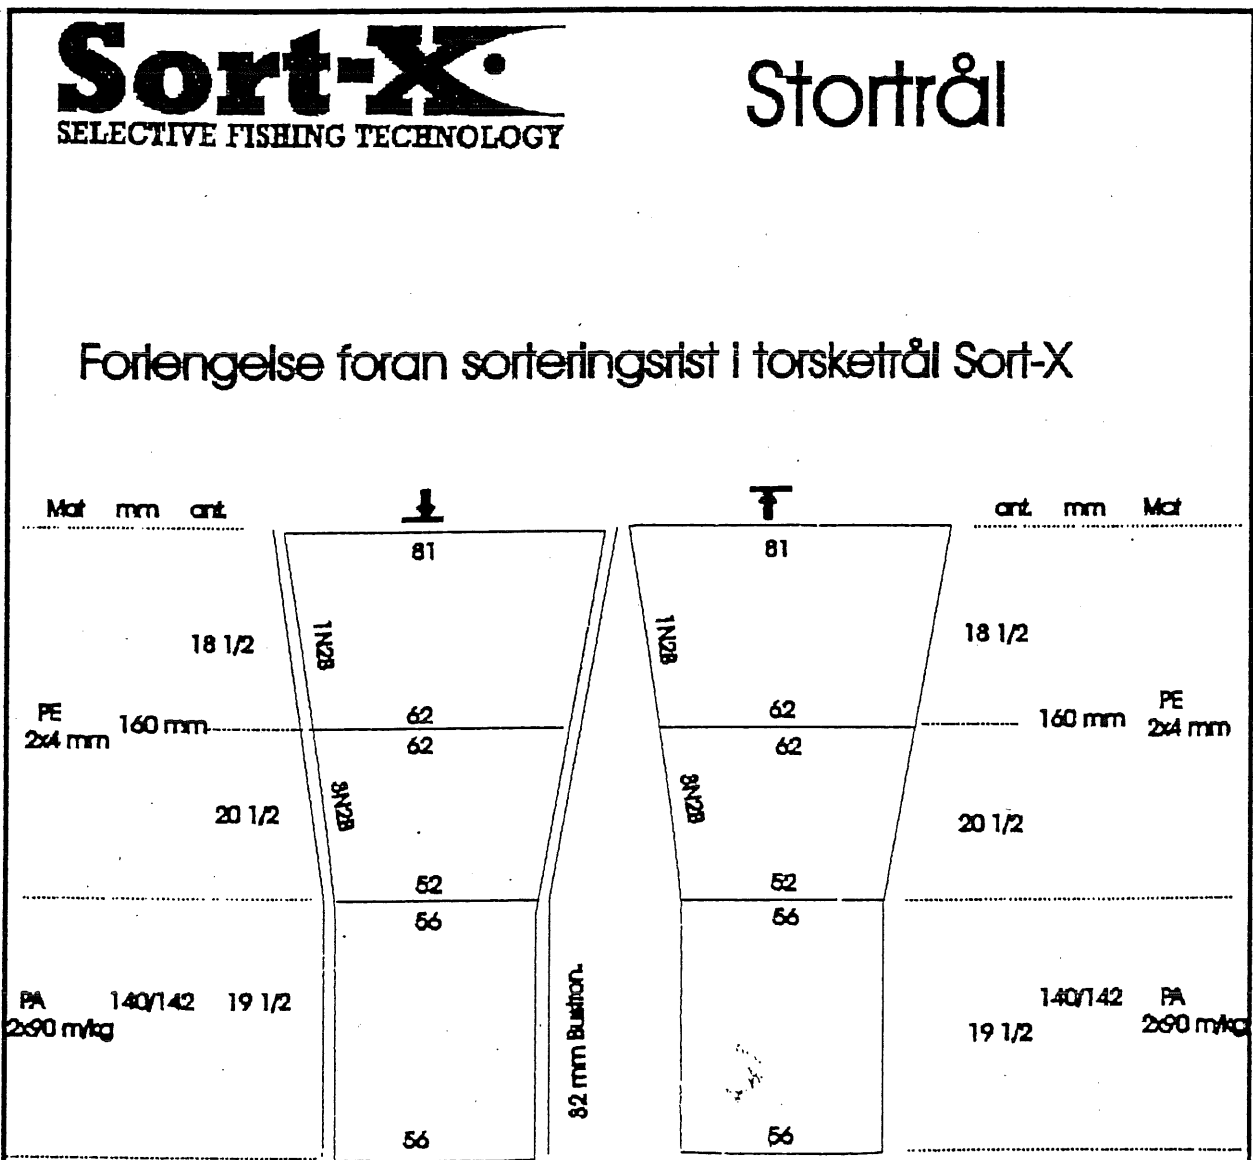 Sort-X
SELECTIVE FISHING TECHNOLOGY
Stortrål
Forlengelse foran sorteringsrist i torsketrål Sort-X
Mat mm ant.
ant. mm Mat
81
81
18 1/2
1N2B
1N2B
18 1/2
PE
2x4 mm
160 mm
62
62
62
62
160 mm
PE
2x4 mm
20 1/2
8N2B
8N2B
20 1/2
52
56
52
56
PA
2x90 m/kg
140/142
19 1/2
82 mm
140/142
PA
2x90 m/kg
19 1/2
56
56